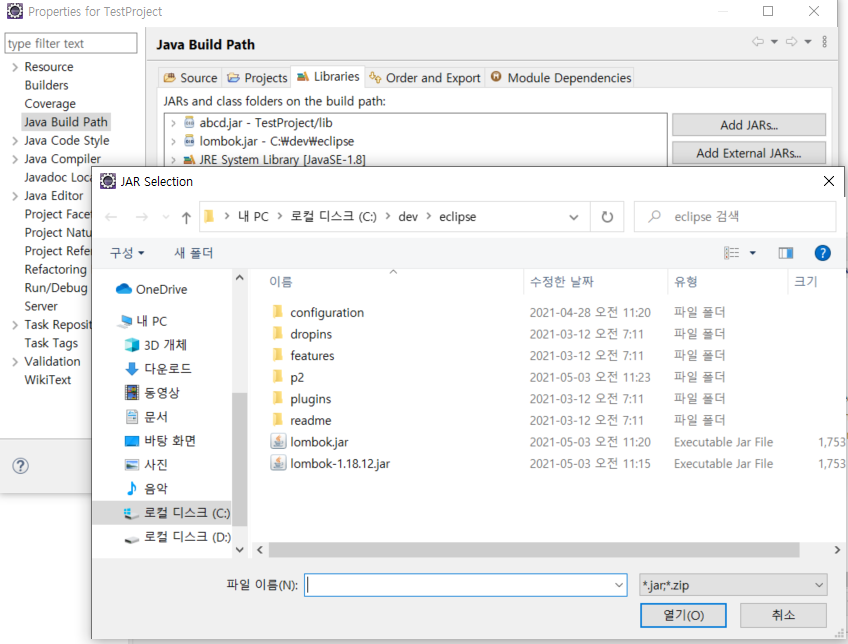 Properties for TestProject
type filter text
Java Build Path
Resource
Builders
Coverage
Java Build Path
Java Code Style
Java Compiler
Javadoc Loca
Java Editor
Project Face
Project Natu
Project Refe
Refactoring
Run/Debug
Server
Task Reposit
Task Tags
Validation
WikiText
Source Projects Libraries Order and Export Module Dependencies
JARs and class folders on the build path:
abcd.jar - TestProject/lib
lombok.jar - C:₩dev₩eclipse
JRE System Library [JavaSE-1.8]
Add JARs...
Add External JARs...
JAR Selection
내 PC > 로컬 디스크 (C:) > dev > eclipse
eclipse 검색
구성 새 폴더
OneDrive
내 PC
3D 개체
다운로드
동영상
문서
바탕 화면
사진
음악
로컬 디스크 (C:)
로컬 디스크 (D:)
이름 수정한 날짜 유형 크기
configuration 2021-04-28 오전 11:20 파일 폴더
dropins 2021-03-12 오전 7:11 파일 폴더
features 2021-03-12 오전 7:11 파일 폴더
p2 2021-05-03 오전 11:23 파일 폴더
plugins 2021-03-12 오전 7:11 파일 폴더
readme 2021-03-12 오전 7:11 파일 폴더
lombok.jar 2021-05-03 오전 11:20 Executable Jar File 1,753
lombok-1.18.12.jar 2021-05-03 오전 11:15 Executable Jar File 1,753
파일 이름(N):
*.jar;*.zip
열기(O) 취소